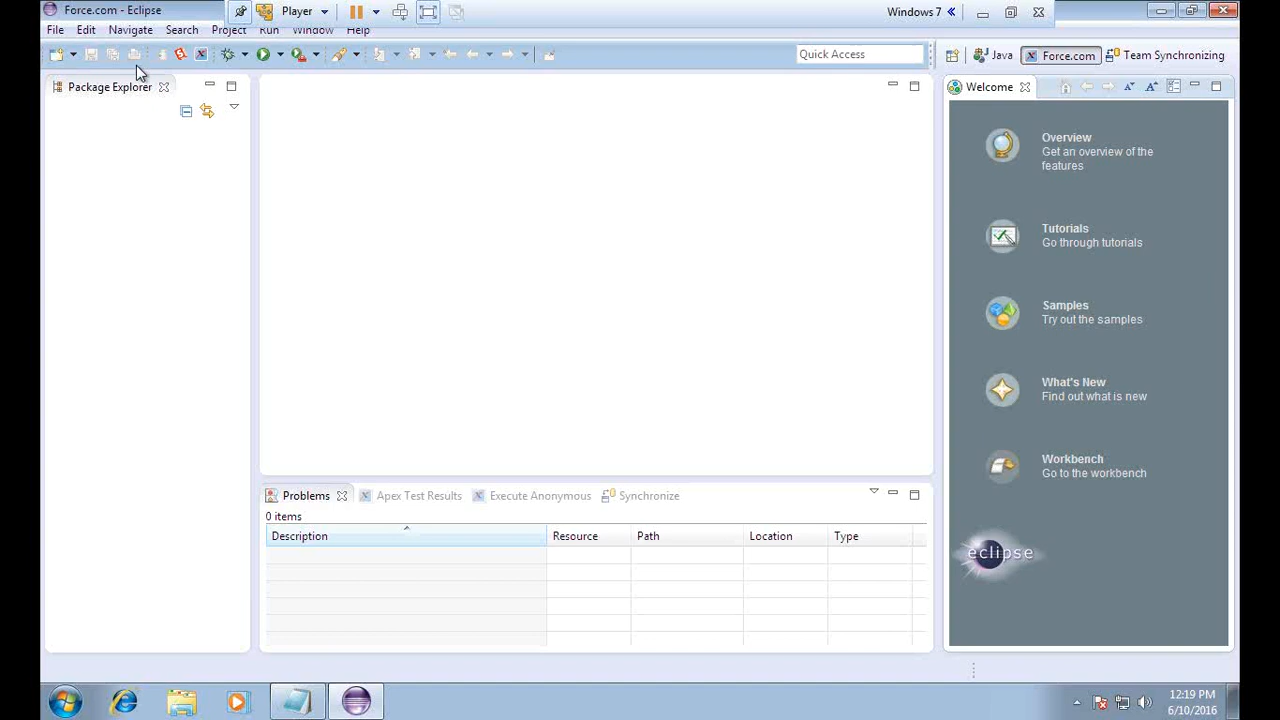 Force.com - Eclipse
Player
Windows 7
File Edit Navigate Search Project Run Window Help
Quick Access
Java
Force.com
Team Synchronizing
Package Explorer
Welcome
Overview
Get an overview of the
features
Tutorials
Go through tutorials
Samples
Try out the samples
What's New
Find out what is new
Workbench
Go to the workbench
eclipse
Problems Apex Test Results Execute Anonymous Synchronize
0 items
Description Resource Path Location Type
12:19 PM
6/10/2016